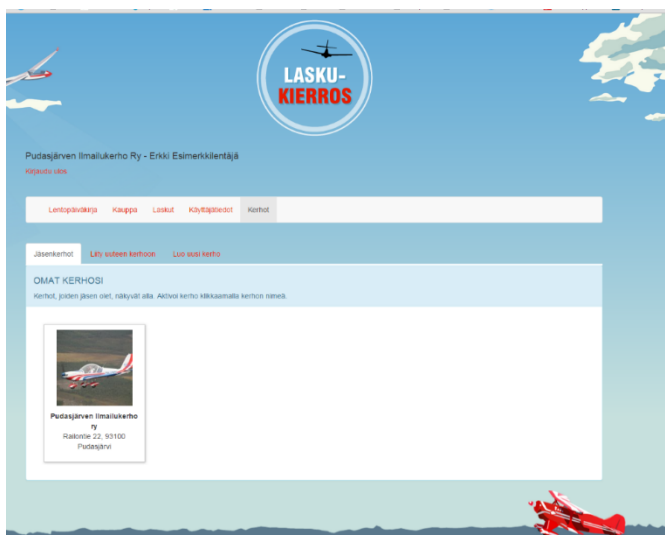 LASKU-
KIERROS
Pudasjärven Ilmailukerho Ry - Erkki Esimerkkilentäjä
Kirjaudu ulos
Lentopäiväkirja Kauppa Laskut Käyttäjätiedot Kerhot
Jäsenkerhot Liity uuteen kerhoon Luo uusi kerho
OMAT KERHOSI
Kerhot, joiden jäsen olet, näkyvät alla. Aktivoi kerho klikkaamalla kerhon nimeä.
Pudasjärven Ilmailukerho
ry
Railontie 22, 93100
Pudasjärvi